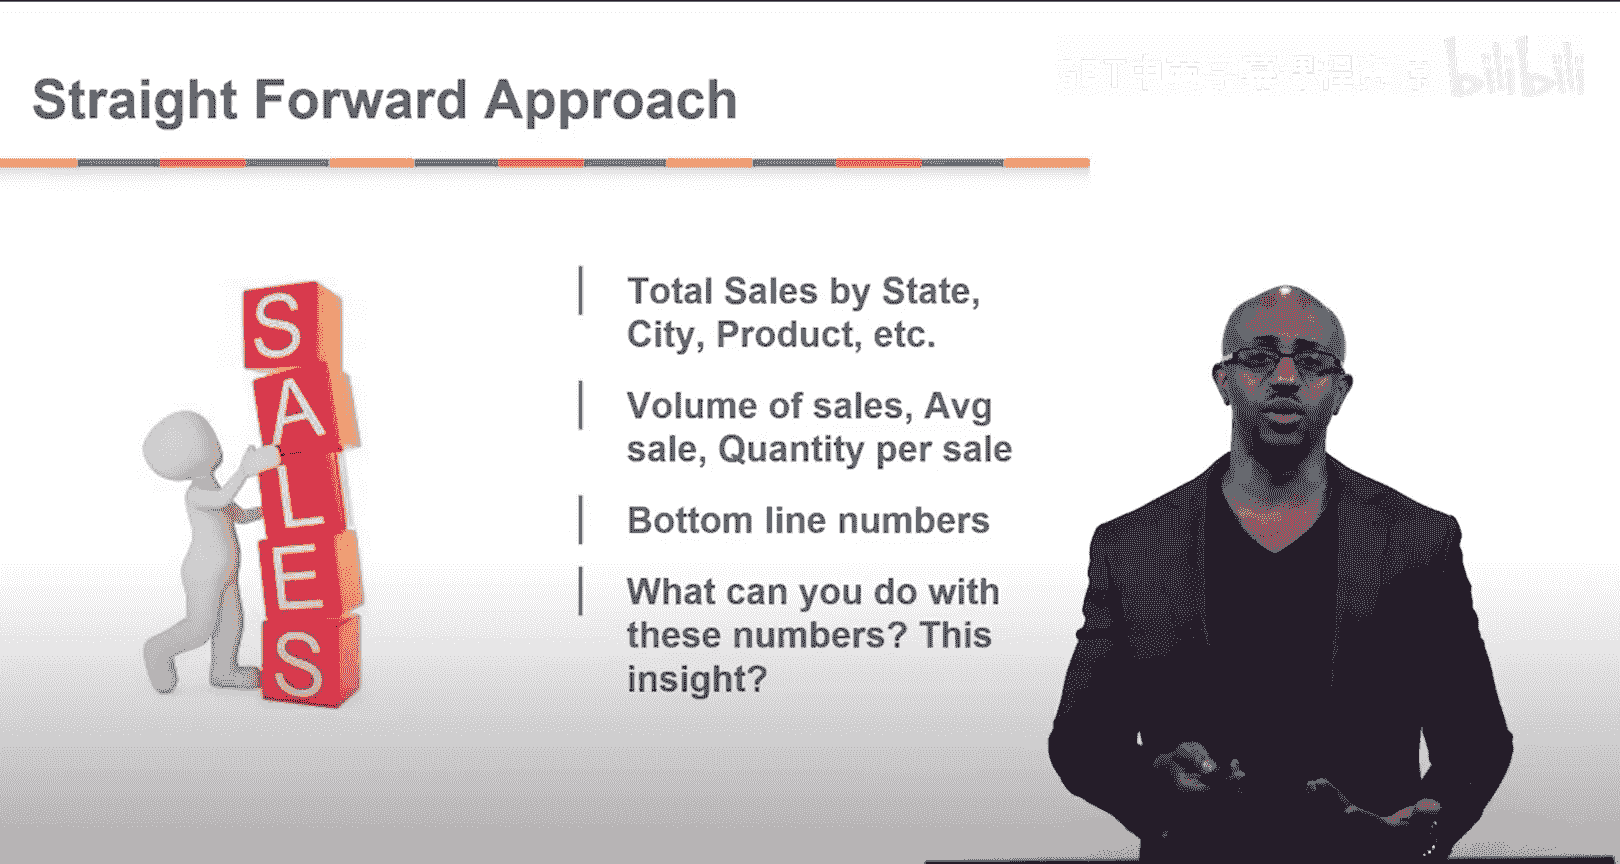 Straight Forward Approach
bilibili
S
A
L
E
S
Total Sales by State,
City, Product, etc.
Volume of sales, Avg
sale, Quantity per sale
Bottom line numbers
What can you do with
these numbers? This
insight?